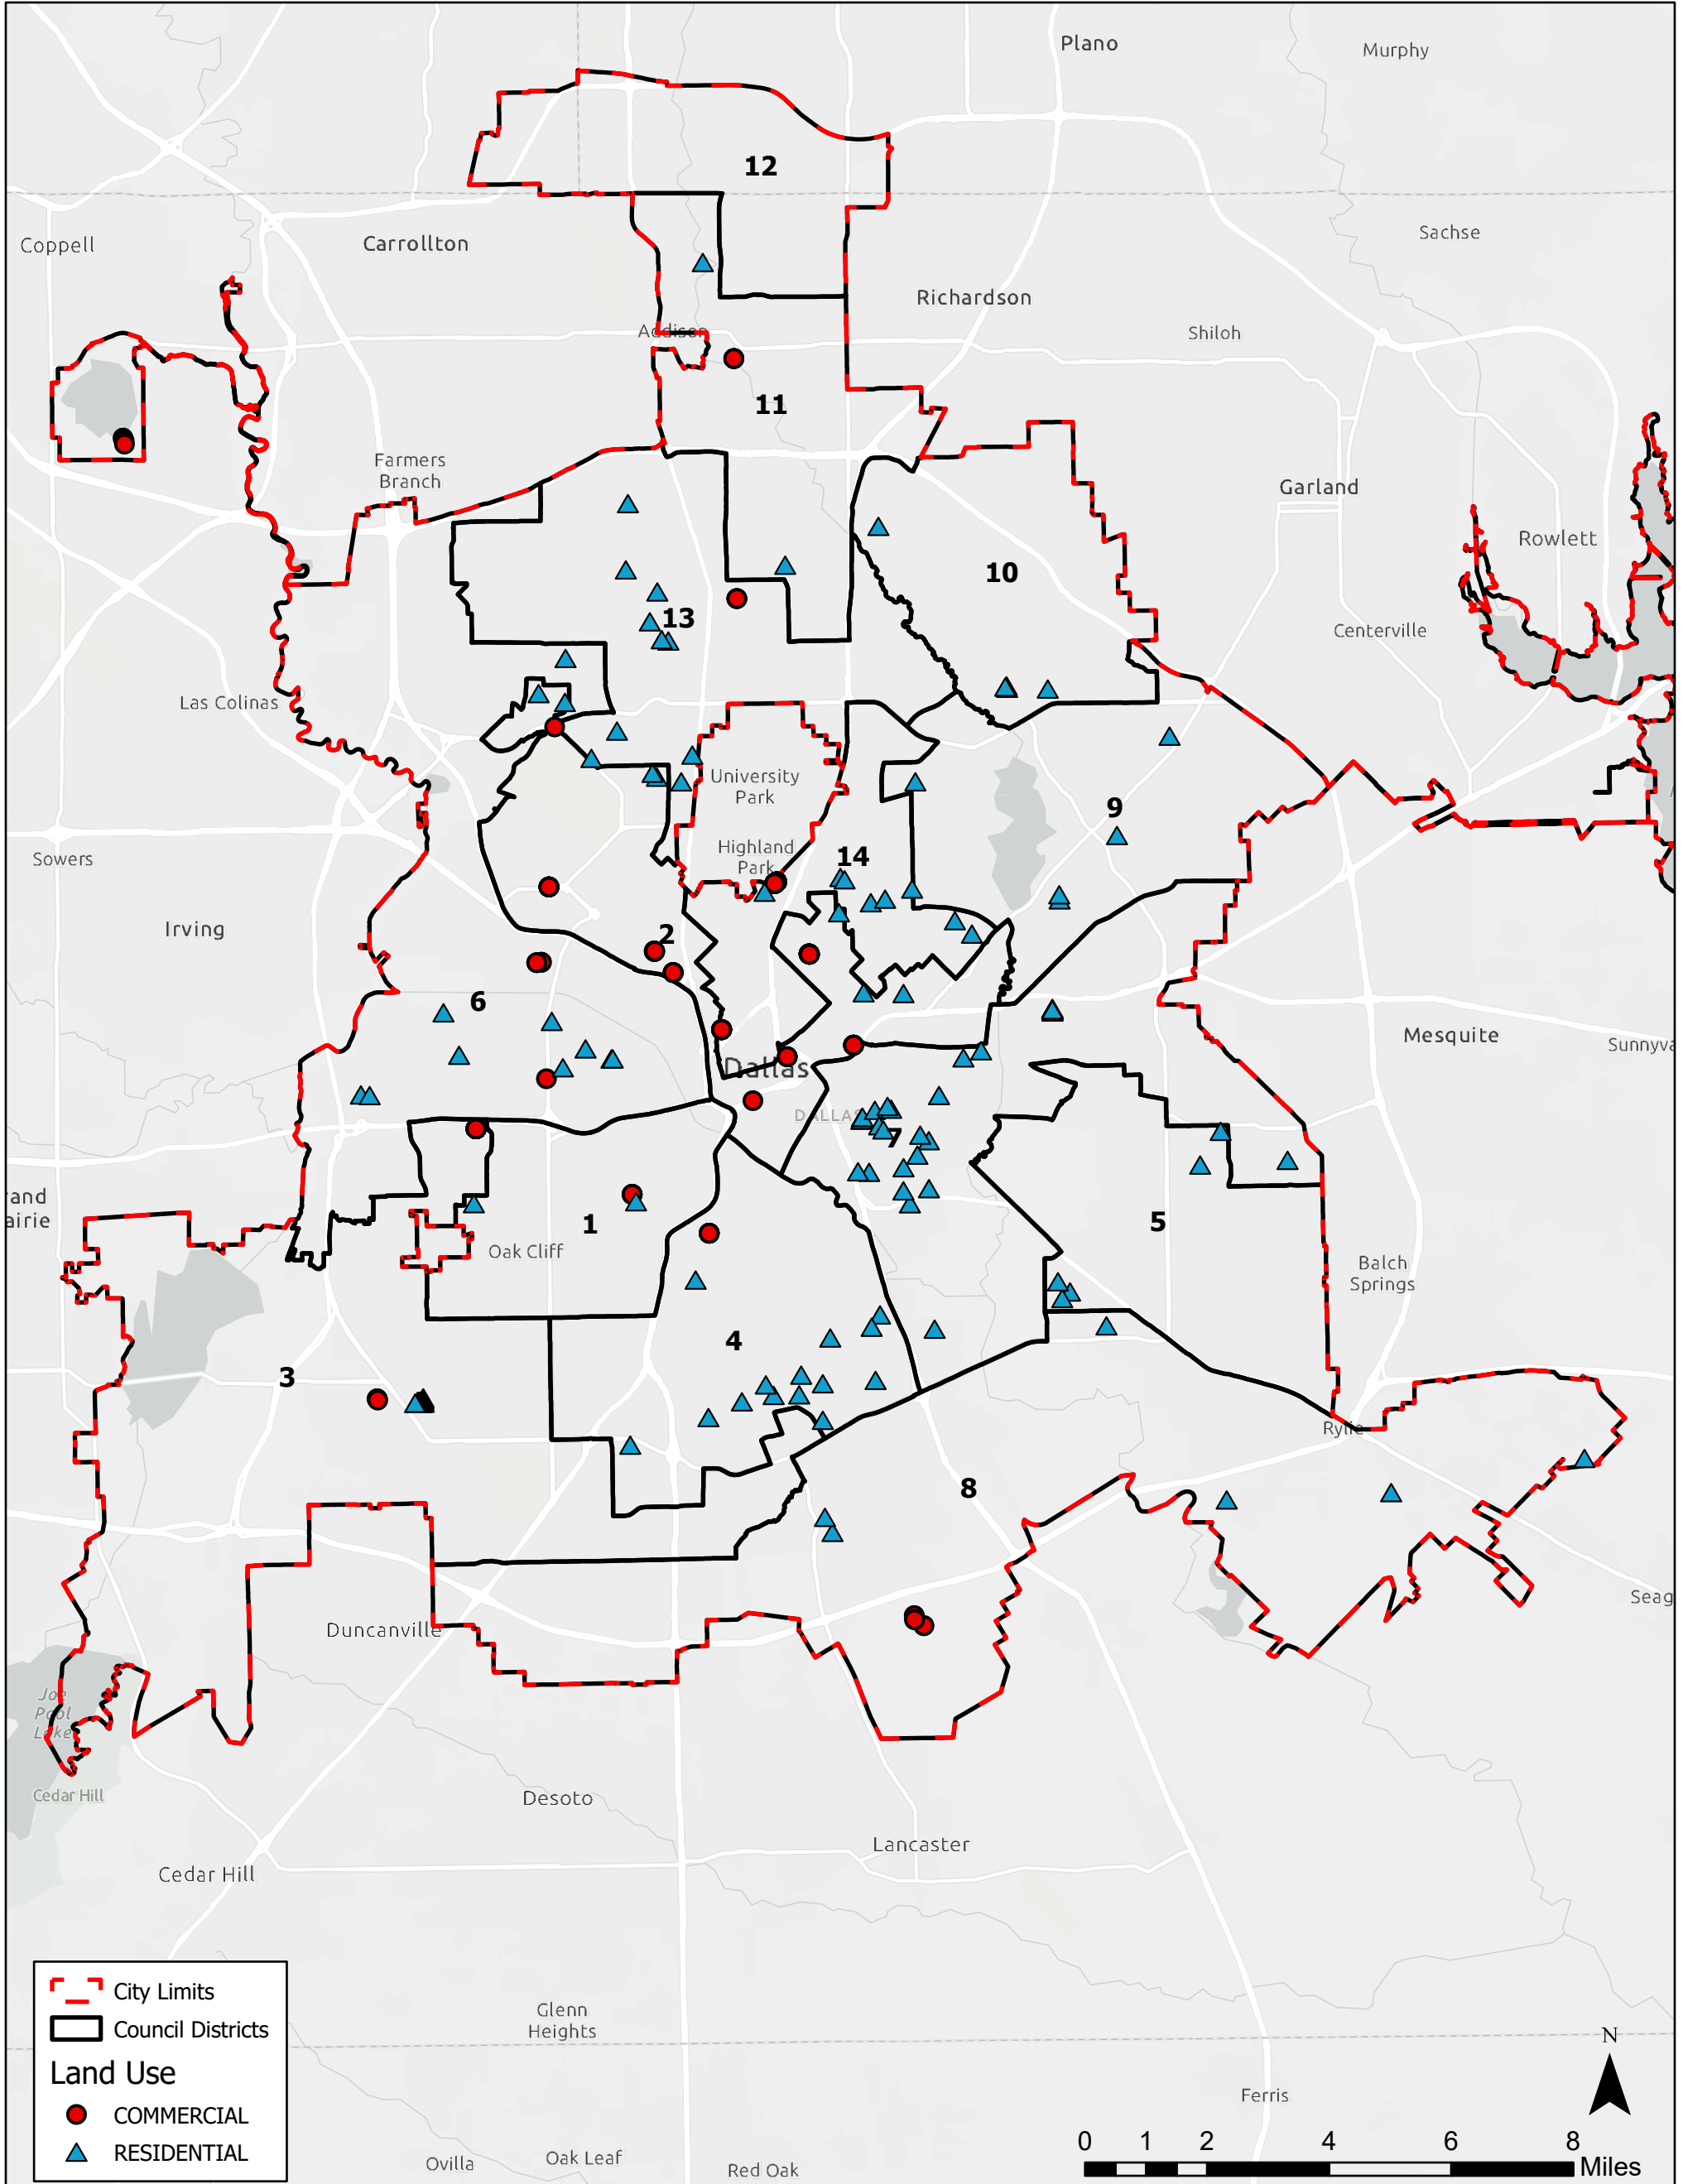 Plano
Murphy
12
Coppell
Carrollton
Sachse
Richardson
Addison
Shiloh
11
Farmers
Branch
Garland
Rowlett
10
13
Centerville
Las Colinas
University
Park
9
Sowers
Highland
Park
14
Irving
2
6
Mesquite
Sunnyva
Dallas
DALLAS
7
rand
airie
1
5
Oak Cliff
Balch
Springs
4
3
Rylie
8
Seag
Duncanville
Joe
Pool
Lake
Cedar Hill
Desoto
Lancaster
Cedar Hill
City Limits
Council Districts
Land Use
COMMERCIAL
RESIDENTIAL
Glenn
Heights
N
Ferris
0 1 2 4 6 8
Miles
Ovilla
Oak Leaf
Red Oak